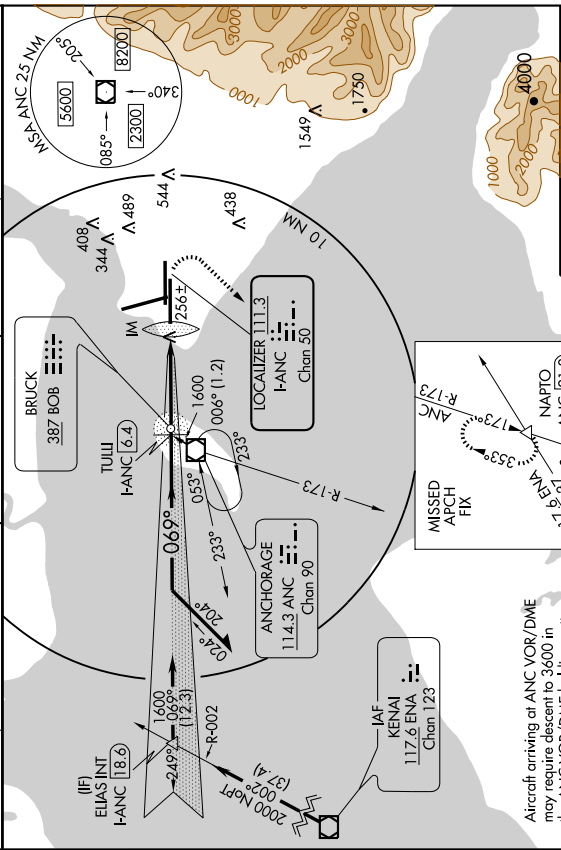 MSA ANC 25 NM
205°
8200
5600
340°
2300
085°
3000
2000
1000
3000
2000
1000
1549
1750
4000
1000
2000
408
344
489
544
438
10 NM
BRUCK
387 BOB
IM
256±
TULLI
I-ANC 6.4
LOCALIZER 111.3
I-ANC
Chan 50
1600
006° (1.2)
069°
053°
233°
233°
R-173
ANCHORAGE
114.3 ANC
Chan 90
204°
024°
(IF)
ELIAS INT
I-ANC 18.6
1600
069°
(12.3)
249°
R-002
2000 NoPT
002°
(37.4)
IAF
KENAI
117.6 ENA
Chan 123
MISSED
APCH
FIX
ANC
R-173
173°
353°
NAPTO
Aircraft arriving at ANC VOR/DME
may require descent to 3600 in